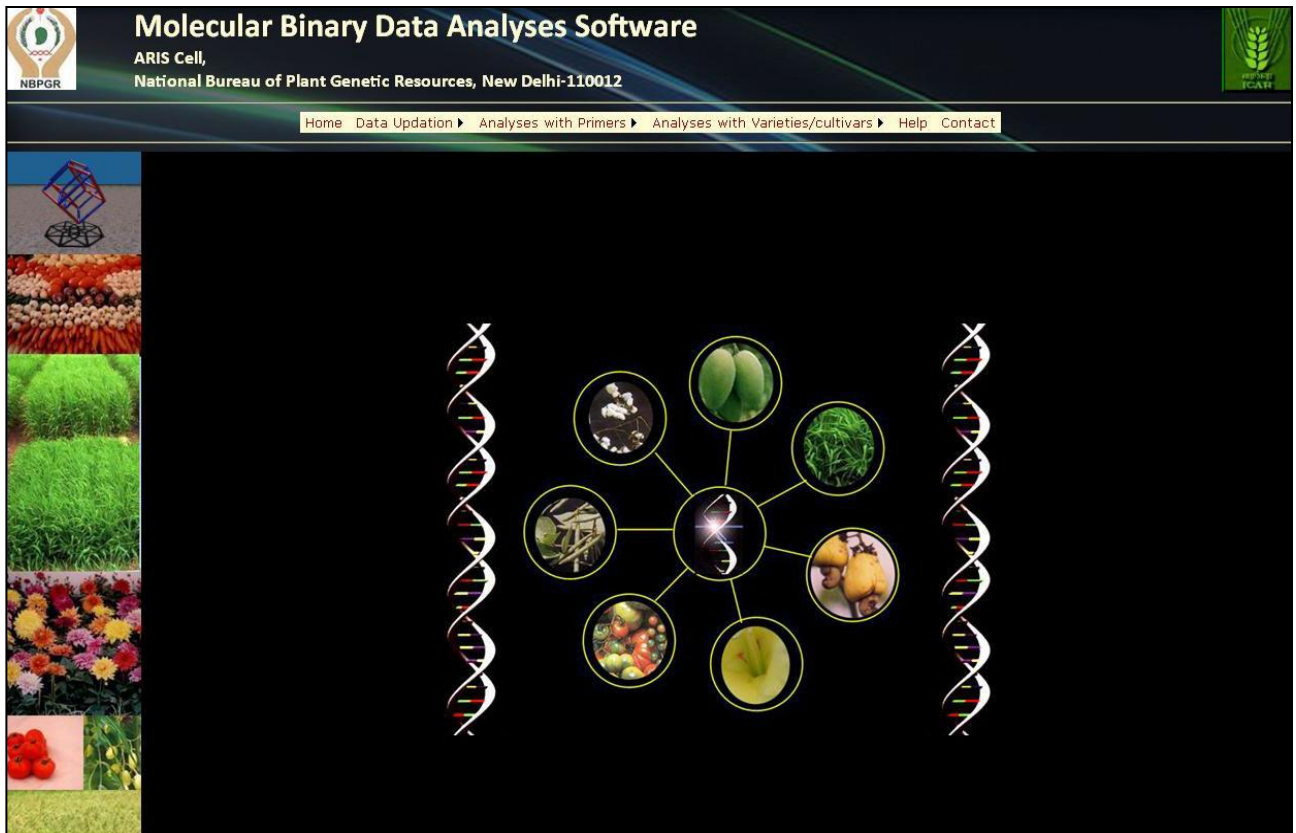 Molecular Binary Data Analyses Software
ARIS Cell,
National Bureau of Plant Genetic Resources, New Delhi-110012
NBPGR
ICAR
Home Data Updation Analyses with Primers Analyses with Varieties/cultivars Help Contact